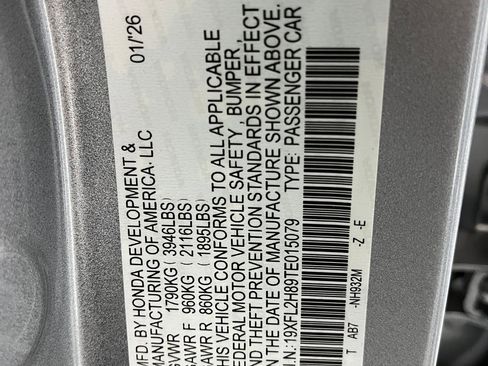 MFD. BY HONDA DEVELOPMENT & 01/'26
MANUFACTURING OF AMERICA, LLC
GVWR 1790KG ( 3946LBS)
GAWR F 960KG ( 2116LBS)
GAWR R 860KG ( 1895LBS)
THIS VEHICLE CONFORMS TO ALL APPLICABLE
FEDERAL MOTOR VEHICLE SAFETY , BUMPER,
AND THEFT PREVENTION STANDARDS IN EFFECT
ON THE DATE OF MANUFACTURE SHOWN ABOVE.
V.I.N.:19XFL2H89TE015079 TYPE: PASSENGER CAR
T AB7 -NH932M -Z -E